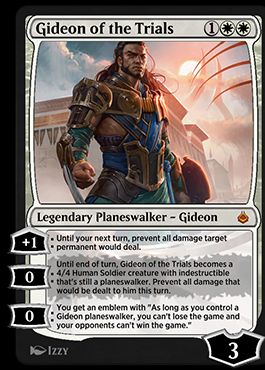 Gideon of the Trials 1
Legendary Planeswalker – Gideon
+1 : Until your next turn, prevent all damage target
permanent would deal.
0 : Until end of turn, Gideon of the Trials becomes a
4/4 Human Soldier creature with indestructible
that's still a planeswalker. Prevent all damage that
would be dealt to him this turn.
0 : You get an emblem with "As long as you control a
Gideon planeswalker, you can't lose the game and
your opponents can't win the game."
Izzy
3